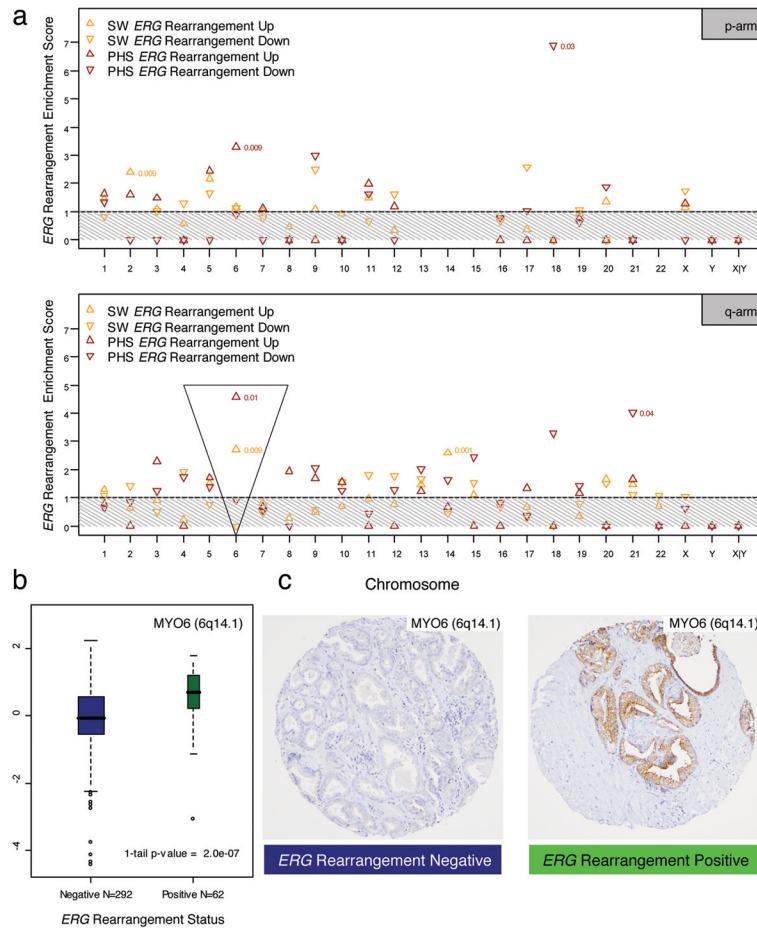 a
SW ERG Rearrangement Up
SW ERG Rearrangement Down
PHS ERG Rearrangement Up
PHS ERG Rearrangement Down
p-arm
ERG Rearrangement Enrichment Score
7
6
5
4
3
2
1
0
0.009
0.009
0.03
1 2 3 4 5 6 7 8 9 10 11 12 13 14 15 16 17 18 19 20 21 22 X Y X|Y
SW ERG Rearrangement Up
SW ERG Rearrangement Down
PHS ERG Rearrangement Up
PHS ERG Rearrangement Down
q-arm
ERG Rearrangement Enrichment Score
7
6
5
4
3
2
1
0
0.01
0.009
0.001
0.04
1 2 3 4 5 6 7 8 9 10 11 12 13 14 15 16 17 18 19 20 21 22 X Y X|Y
Chromosome
b
MYO6 (6q14.1)
2
0
-2
-4
1-tail p-value = 2.0e-07
Negative N=292 Positive N=62
ERG Rearrangement Status
c
MYO6 (6q14.1)
ERG Rearrangement Negative
MYO6 (6q14.1)
ERG Rearrangement Positive